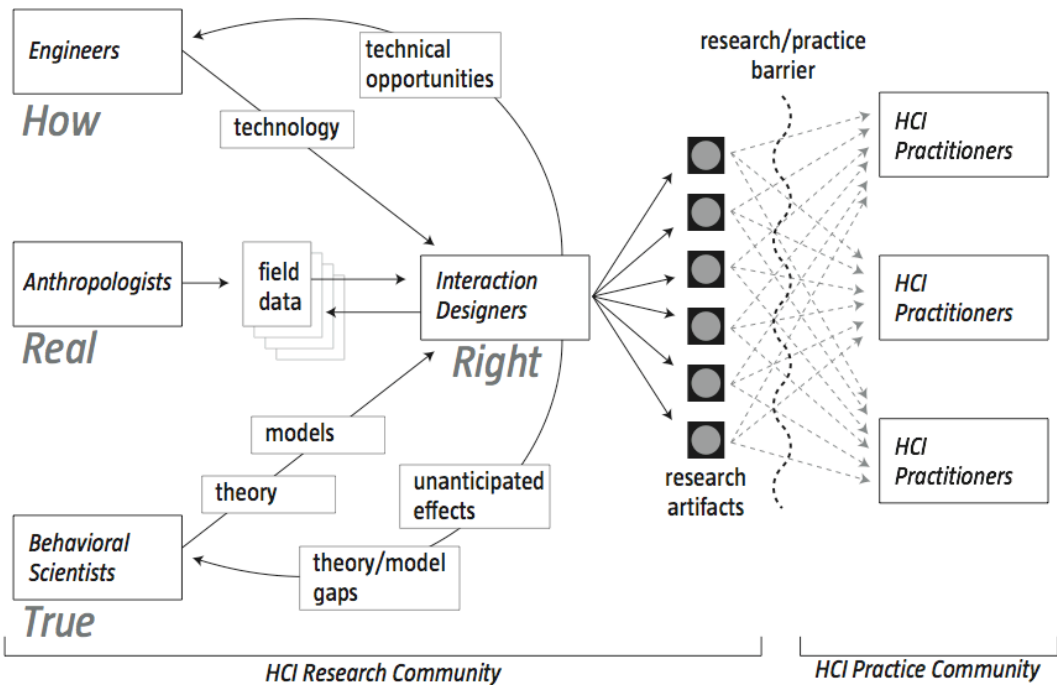 Engineers
How
technical
opportunities
technology
research/practice
barrier
HCI
Practitioners
Anthropologists
Real
field
data
Interaction
Designers
Right
HCI
Practitioners
models
theory
unanticipated
effects
research
artifacts
HCI
Practitioners
Behavioral
Scientists
True
theory/model
gaps
HCI Research Community
HCI Practice Community